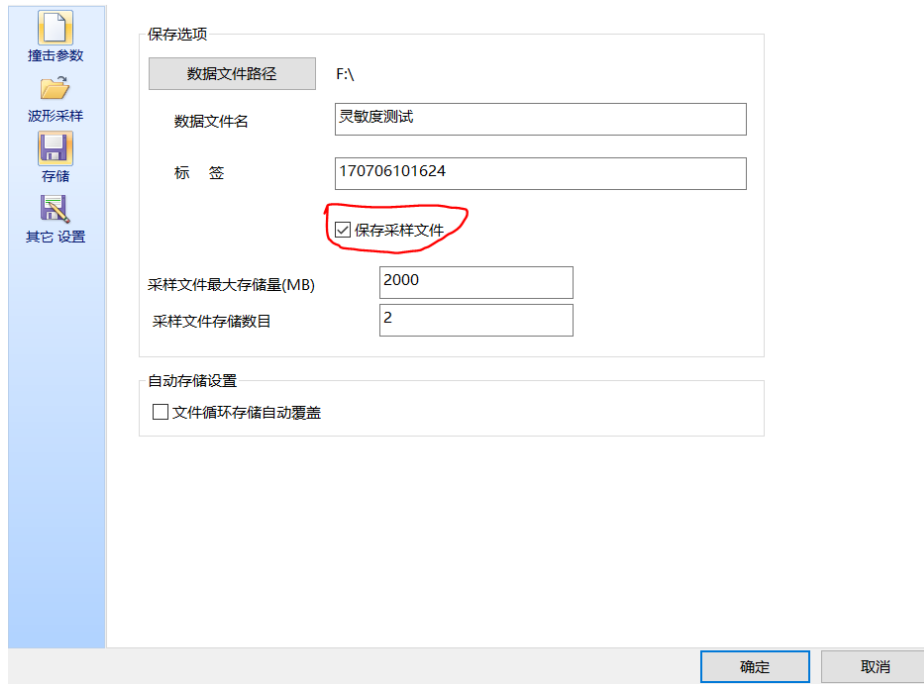 撞击参数
波形采样
存储
其它 设置
保存选项
数据文件路径 F:\
数据文件名 灵敏度测试
标 签 170706101624
保存采样文件
采样文件最大存储量(MB) 2000
采样文件存储数目 2
自动存储设置
文件循环存储自动覆盖
确定 取消